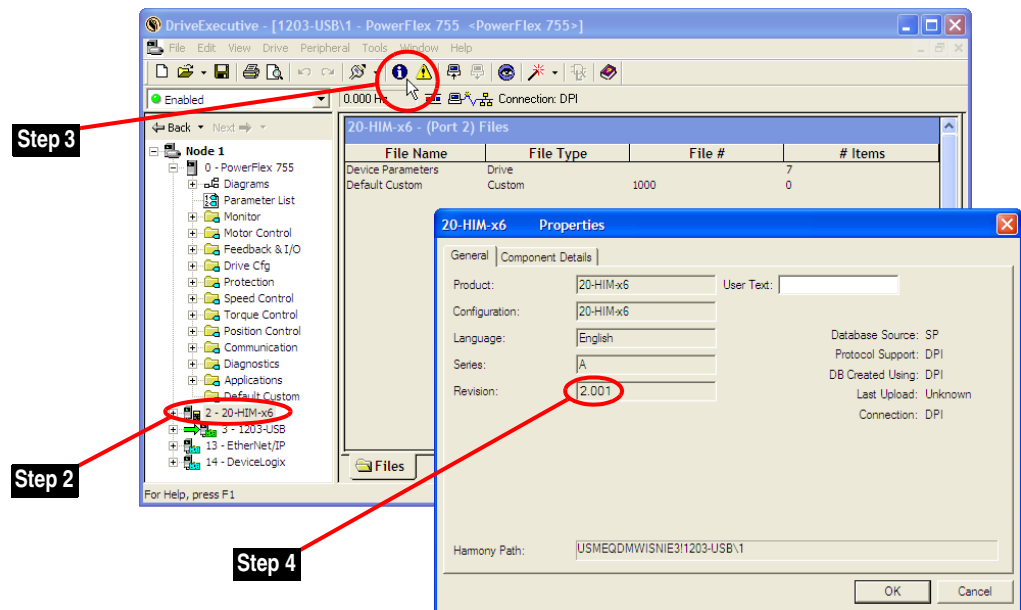 DriveExecutive - [1203-USB\1 - PowerFlex 755 <PowerFlex 755>]
File Edit View Drive Peripheral Tools Window Help
Enabled
0.000 H
Connection: DPI
Step 3
Back Next
Node 1
0 - PowerFlex 755
Diagrams
Parameter List
Monitor
Motor Control
Feedback & I/O
Drive Cfg
Protection
Speed Control
Torque Control
Position Control
Communication
Diagnostics
Applications
Default Custom
2 - 20-HIM-x6
3 - 1203-USB
13 - EtherNet/IP
14 - DeviceLogix
Step 2
For Help, press F1
20-HIM-x6 - (Port 2) Files
File Name File Type File # # Items
Device Parameters Drive 7
Default Custom Custom 1000 0
Files
20-HIM-x6 Properties
General Component Details
Product: 20-HIM-x6 User Text:
Configuration: 20-HIM-x6
Language: English
Series: A
Revision: 2.001
Database Source: SP
Protocol Support: DPI
DB Created Using: DPI
Last Upload: Unknown
Connection: DPI
Step 4
Harmony Path: USMEQDMWISNIE3!1203-USB\1
OK Cancel